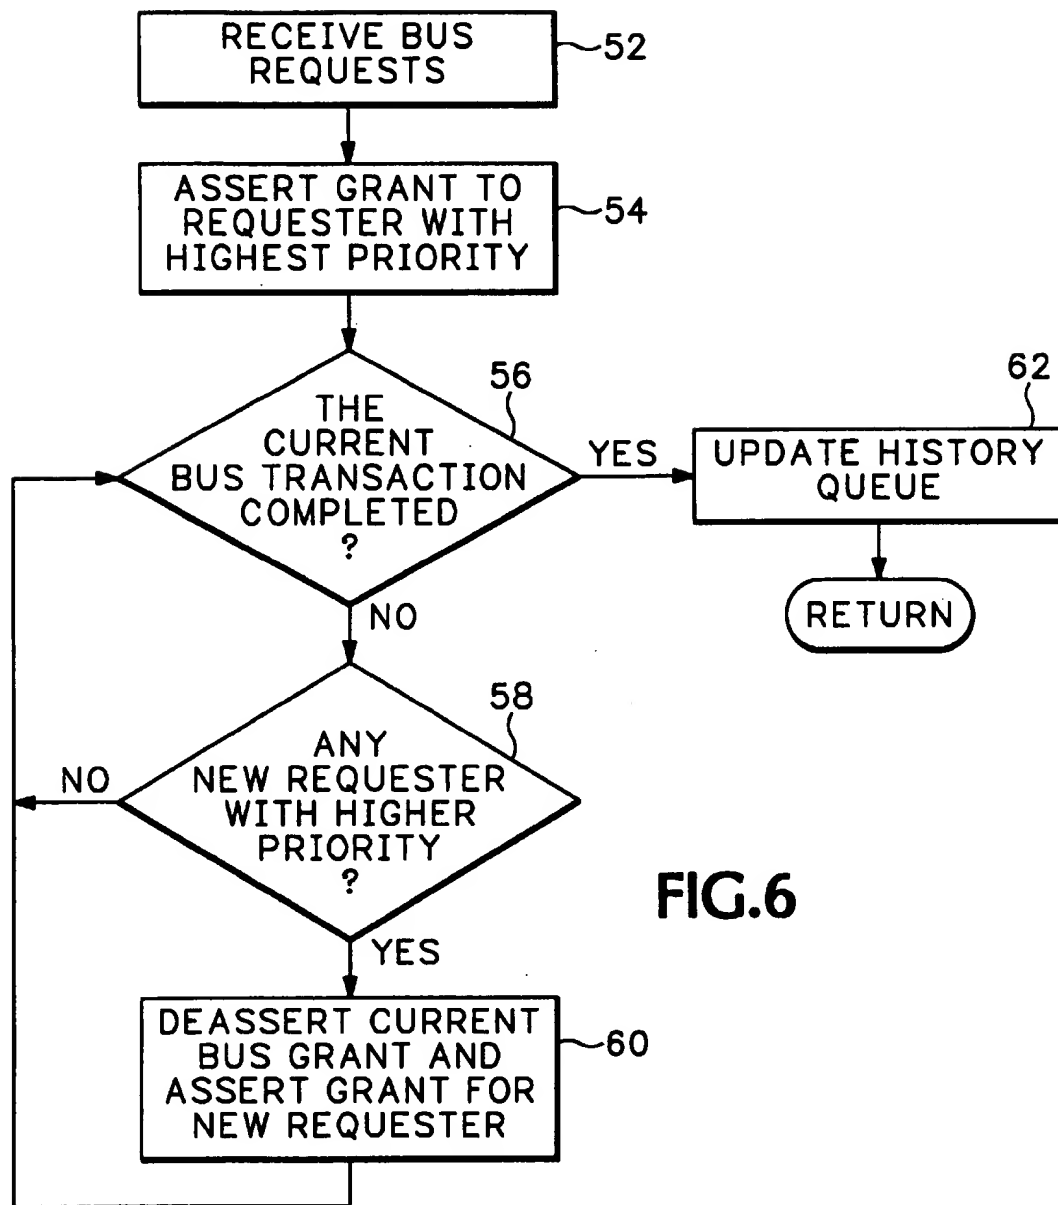 RECEIVE BUS
REQUESTS
52
ASSERT GRANT TO
REQUESTER WITH
HIGHEST PRIORITY
54
THE
CURRENT
BUS TRANSACTION
COMPLETED
?
56
YES
UPDATE HISTORY
QUEUE
62
RETURN
NO
ANY
NEW REQUESTER
WITH HIGHER
PRIORITY
?
58
NO
YES
DEASSERT CURRENT
BUS GRANT AND
ASSERT GRANT FOR
NEW REQUESTER
60
FIG.6